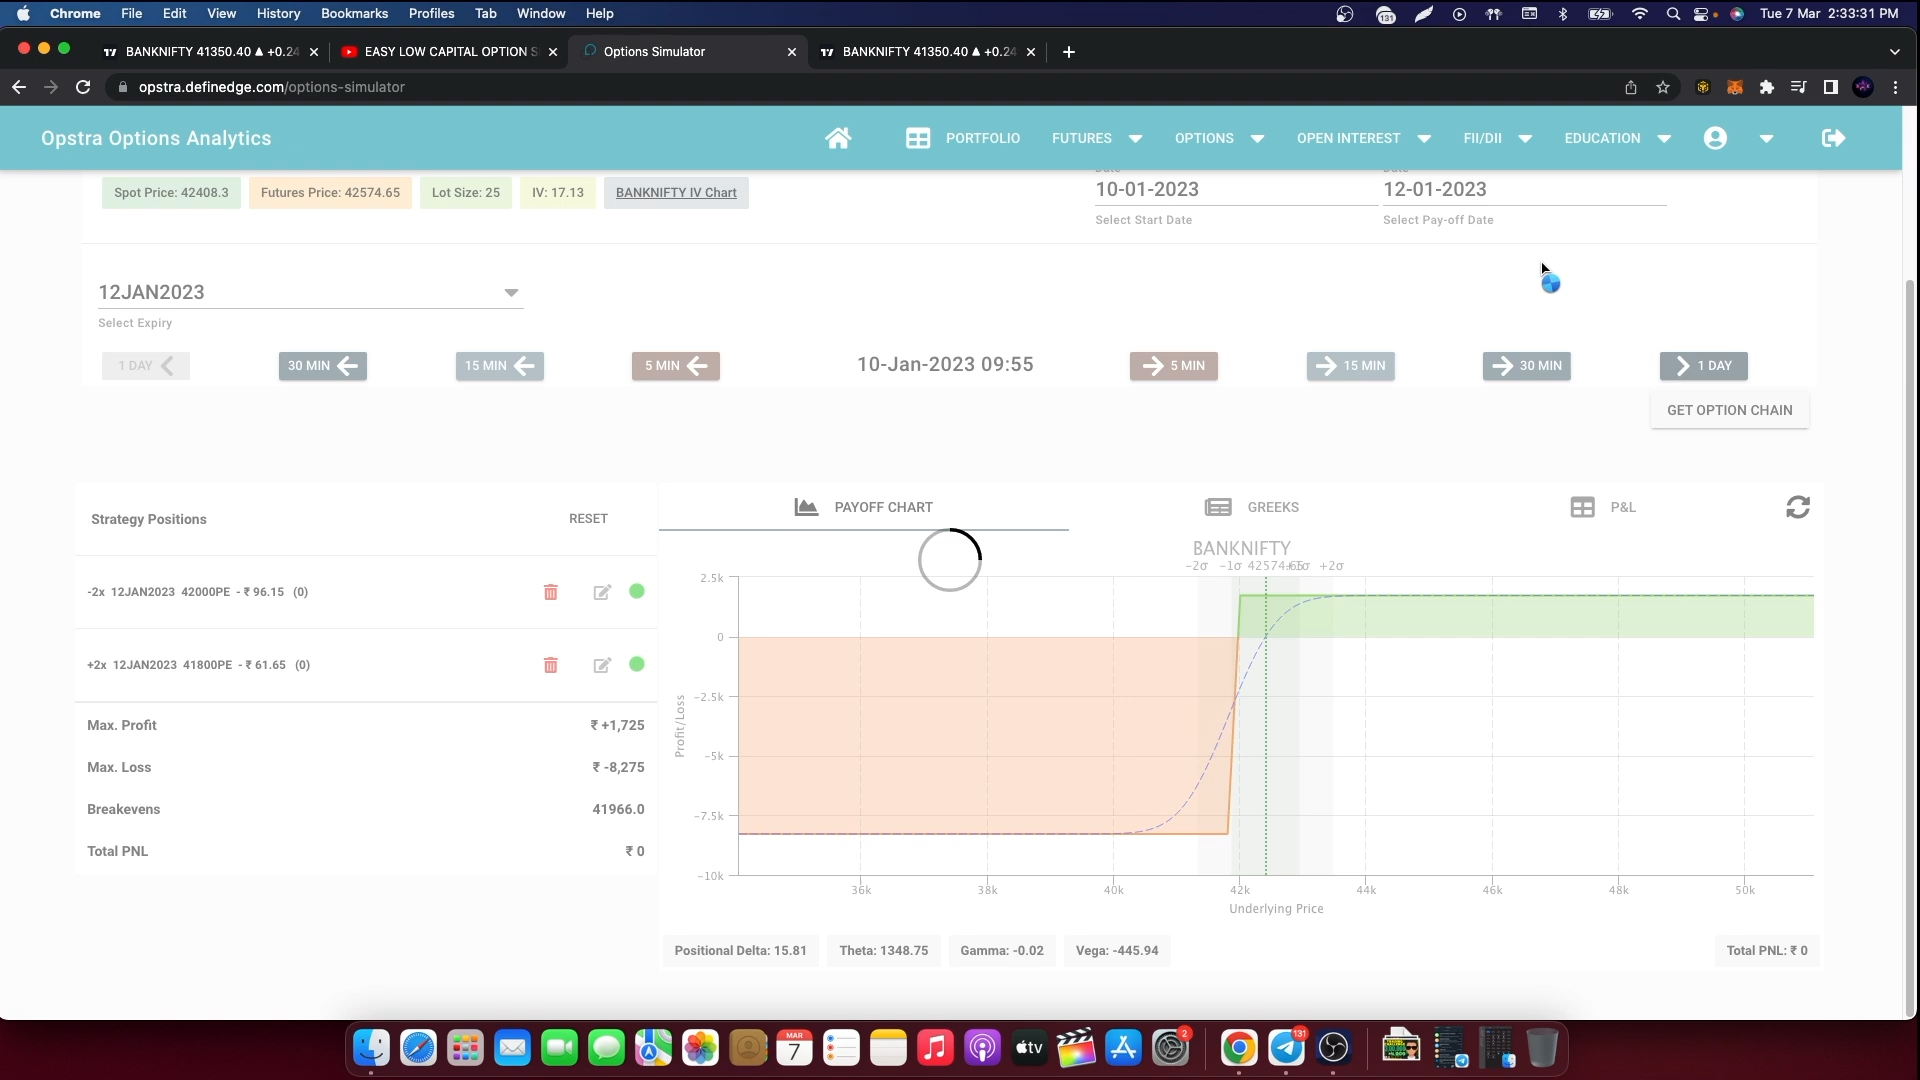 Chrome File Edit View History Bookmarks Profiles Tab Window Help
131
Tue 7 Mar 2:33:31 PM
BANKNIFTY 41350.40 ▲ +0.24
EASY LOW CAPITAL OPTION S
Options Simulator
BANKNIFTY 41350.40 ▲ +0.24
opstra.definedge.com/options-simulator
Opstra Options Analytics
PORTFOLIO FUTURES OPTIONS OPEN INTEREST FII/DII EDUCATION
Spot Price: 42408.3 Futures Price: 42574.65 Lot Size: 25 IV: 17.13 BANKNIFTY IV Chart
10-01-2023 12-01-2023
Select Start Date Select Pay-off Date
12JAN2023
Select Expiry
1 DAY 30 MIN 15 MIN 5 MIN 10-Jan-2023 09:55 5 MIN 15 MIN 30 MIN 1 DAY
GET OPTION CHAIN
Strategy Positions RESET
PAYOFF CHART GREEKS P&L
BANKNIFTY
-2σ -1σ 42574.65 +1σ +2σ
-2x 12JAN2023 42000PE - ₹ 96.15 (0)
+2x 12JAN2023 41800PE - ₹ 61.65 (0)
Max. Profit ₹ +1,725
Max. Loss ₹ -8,275
Breakevens 41966.0
Total PNL ₹ 0
Profit/Loss
2.5k
0
-2.5k
-5k
-7.5k
-10k
36k 38k 40k 42k 44k 46k 48k 50k
Underlying Price
Positional Delta: 15.81 Theta: 1348.75 Gamma: -0.02 Vega: -445.94 Total PNL: ₹ 0
MAR
7
tv
2
131